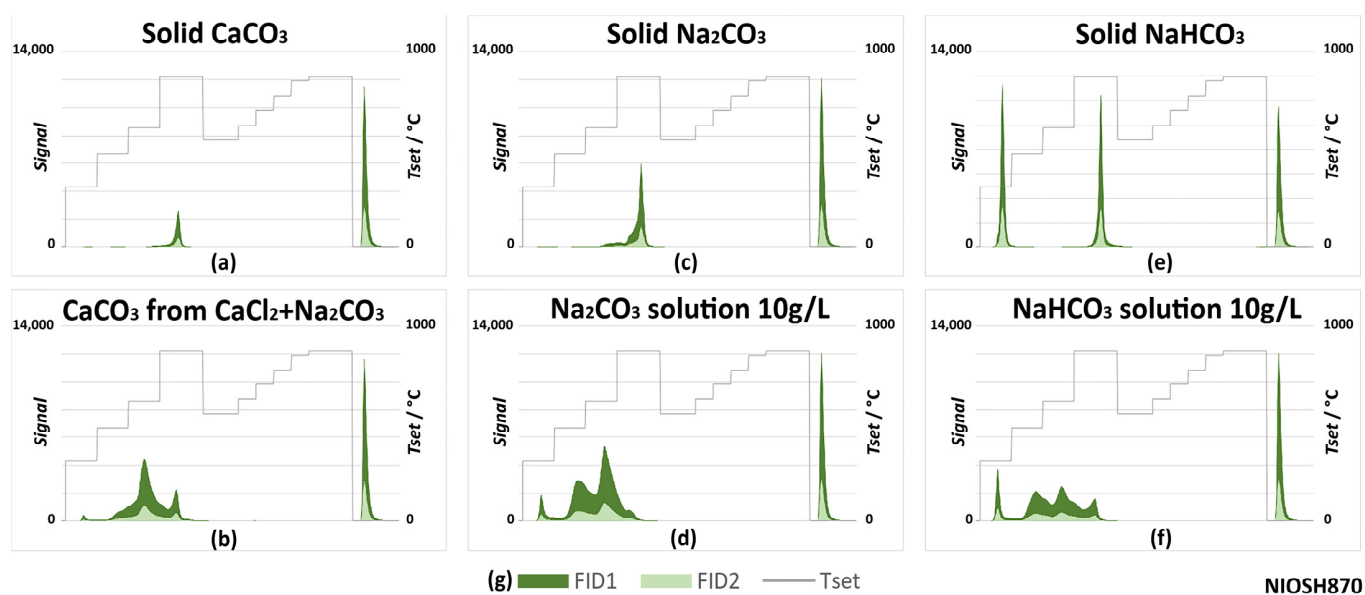 Solid CaCO₃
14,000
1000
Signal
Tset / °C
0
0
(a)
Solid Na₂CO₃
14,000
1000
Signal
Tset / °C
0
0
(c)
Solid NaHCO₃
14,000
1000
Signal
Tset / °C
0
0
(e)
CaCO₃ from CaCl₂+Na₂CO₃
14,000
1000
Signal
Tset / °C
0
0
(b)
Na₂CO₃ solution 10g/L
14,000
1000
Signal
Tset / °C
0
0
(d)
NaHCO₃ solution 10g/L
14,000
1000
Signal
Tset / °C
0
0
(f)
(g) FID1 FID2 Tset
NIOSH870